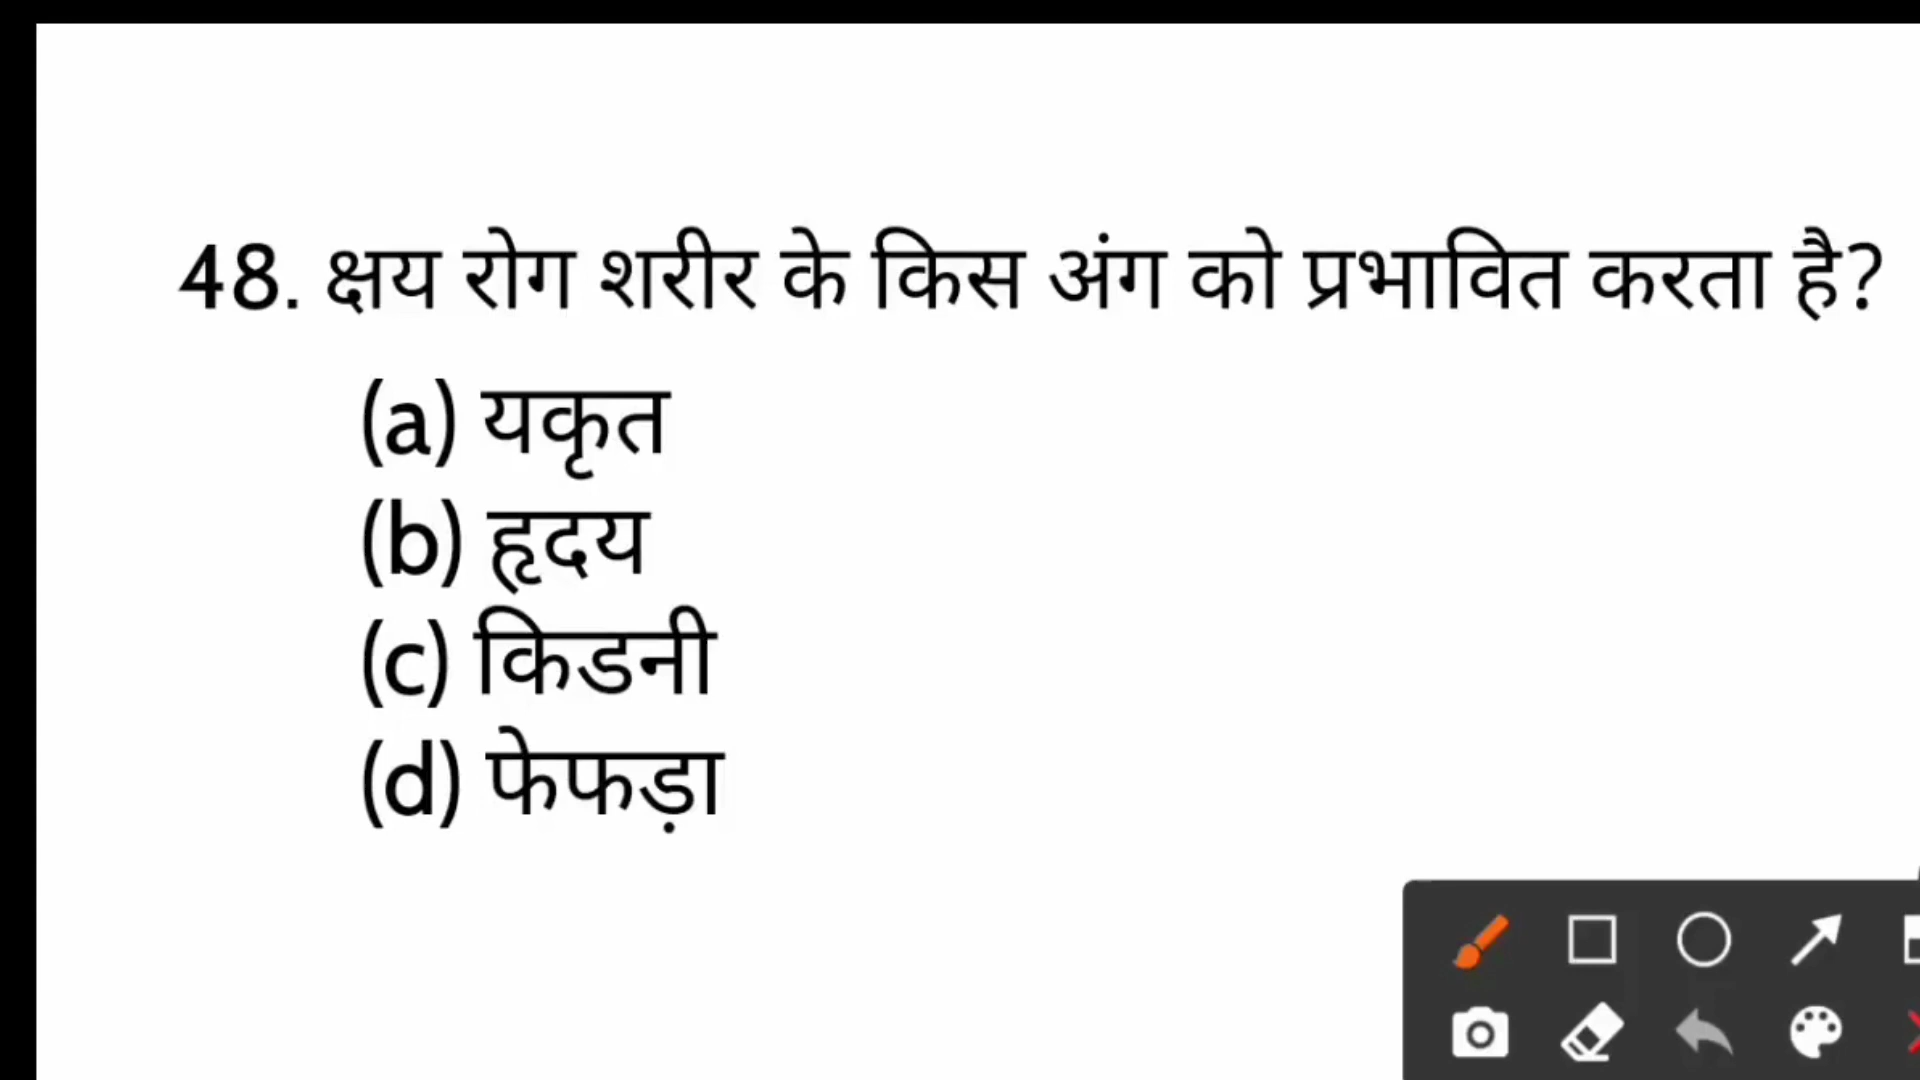 48. क्षय रोग शरीर के किस अंग को प्रभावित करता है?
(a) यकृत
(b) हृदय
(c) किडनी
(d) फेफड़ा